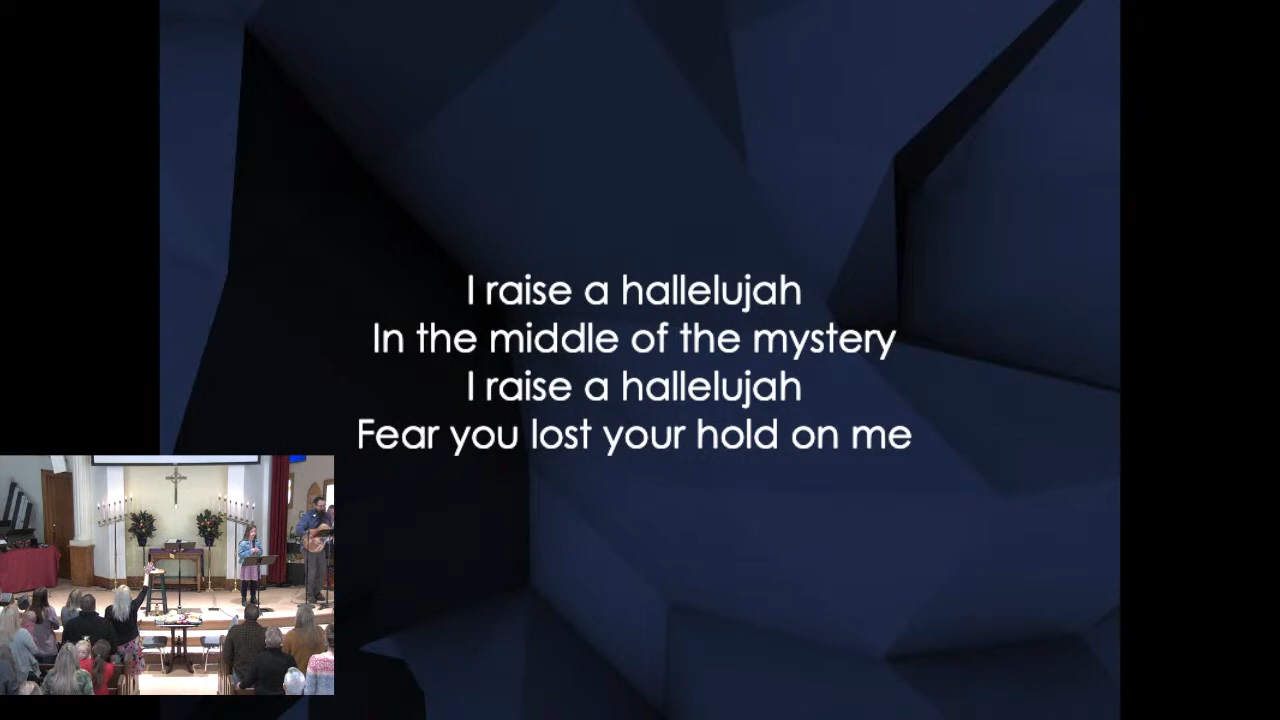 I raise a hallelujah
In the middle of the mystery
I raise a hallelujah
Fear you lost your hold on me